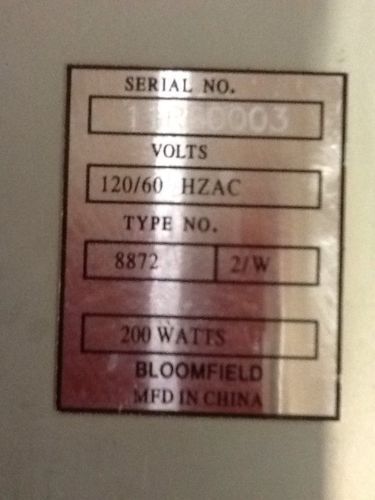 SERIAL NO.
VOLTS
120/60 HZAC
TYPE NO.
8872 2/W
200 WATTS
BLOOMFIELD
MFD IN CHINA